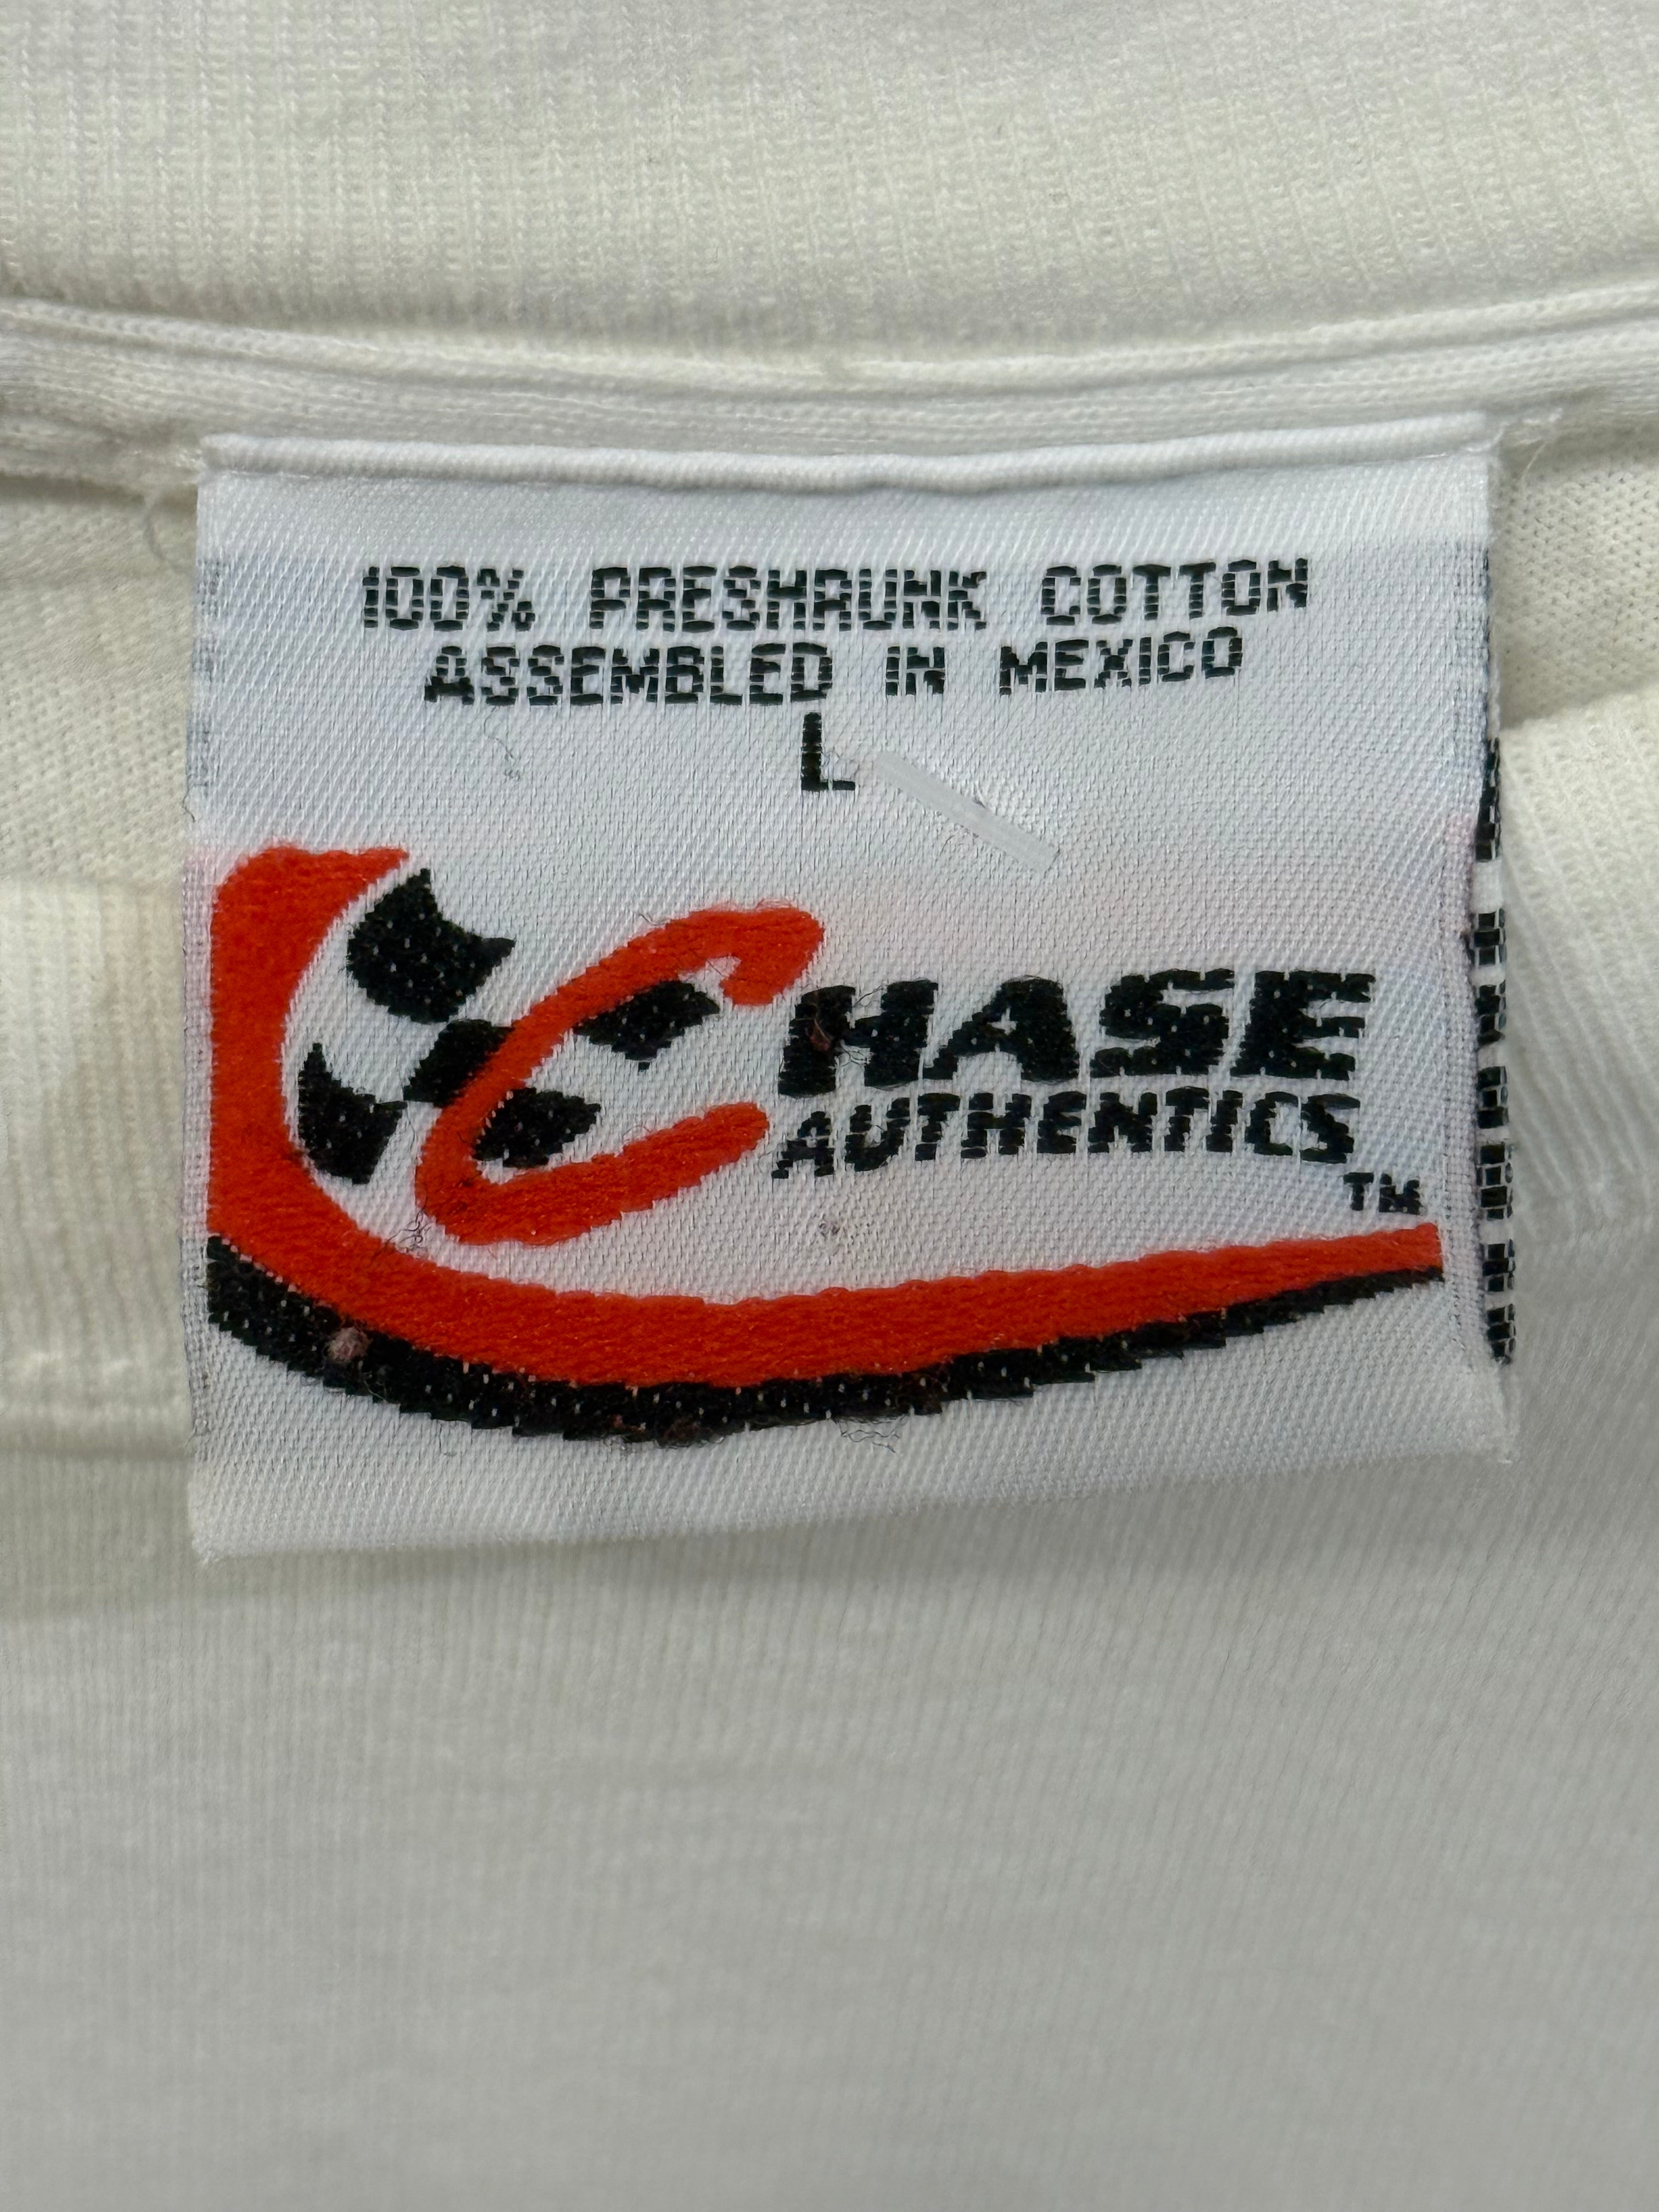 100% PRESHRUNK COTTON
ASSEMBLED IN MEXICO
L
CHASE
AUTHENTICS
TM